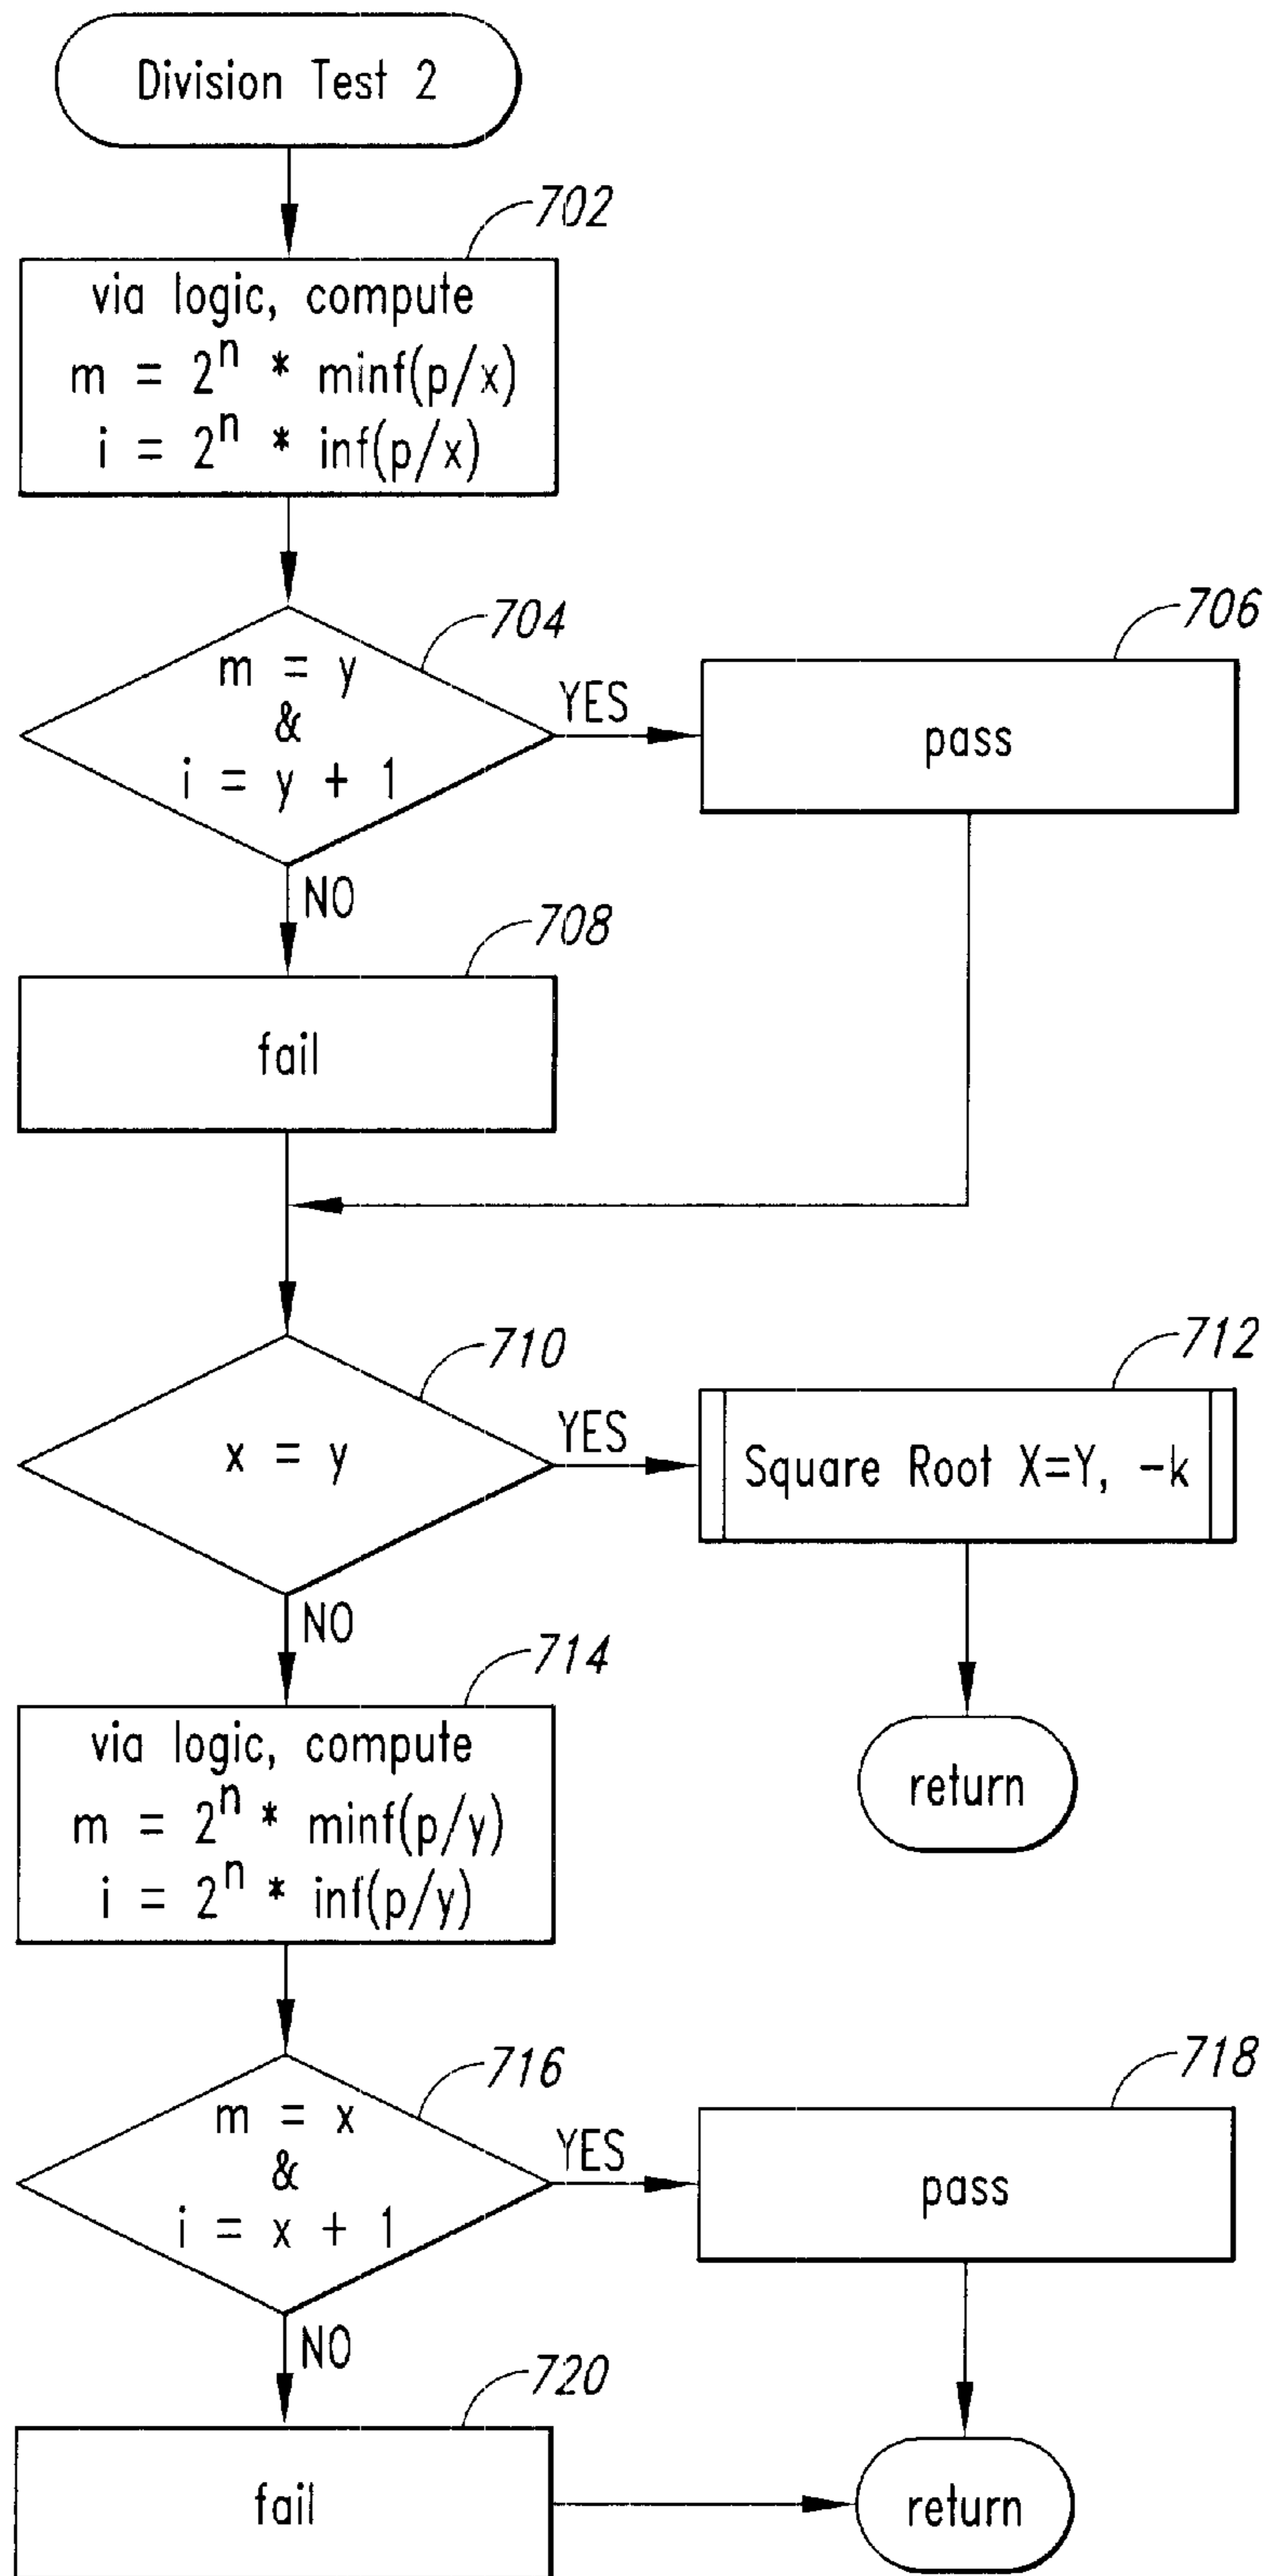 Division Test 2
702
via logic, compute
m = 2^n * minf(p/x)
i = 2^n * inf(p/x)
704
m = y
&
i = y + 1
YES
706
pass
NO
708
fail
710
x = y
YES
712
Square Root X=Y, -k
NO
return
714
via logic, compute
m = 2^n * minf(p/y)
i = 2^n * inf(p/y)
716
m = x
&
i = x + 1
YES
718
pass
NO
720
fail
return